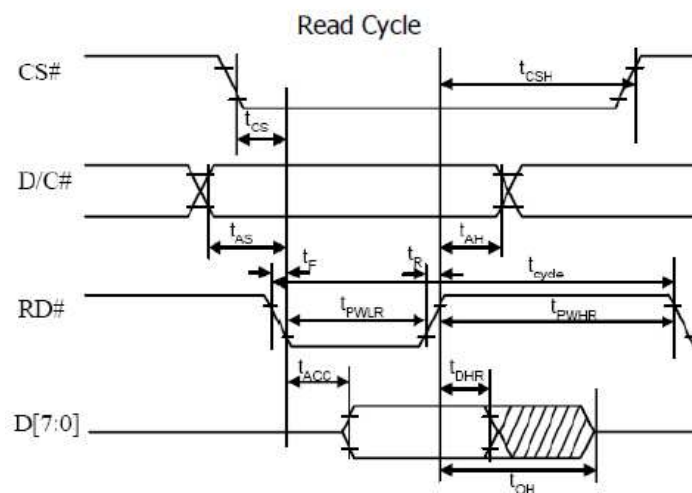 Read Cycle
CS#
tCSH
tCS
D/C#
tAS
tAH
tF
tR
tcycle
RD#
tPWLR
tPWHR
tACC
tDHR
D[7:0]
tOH